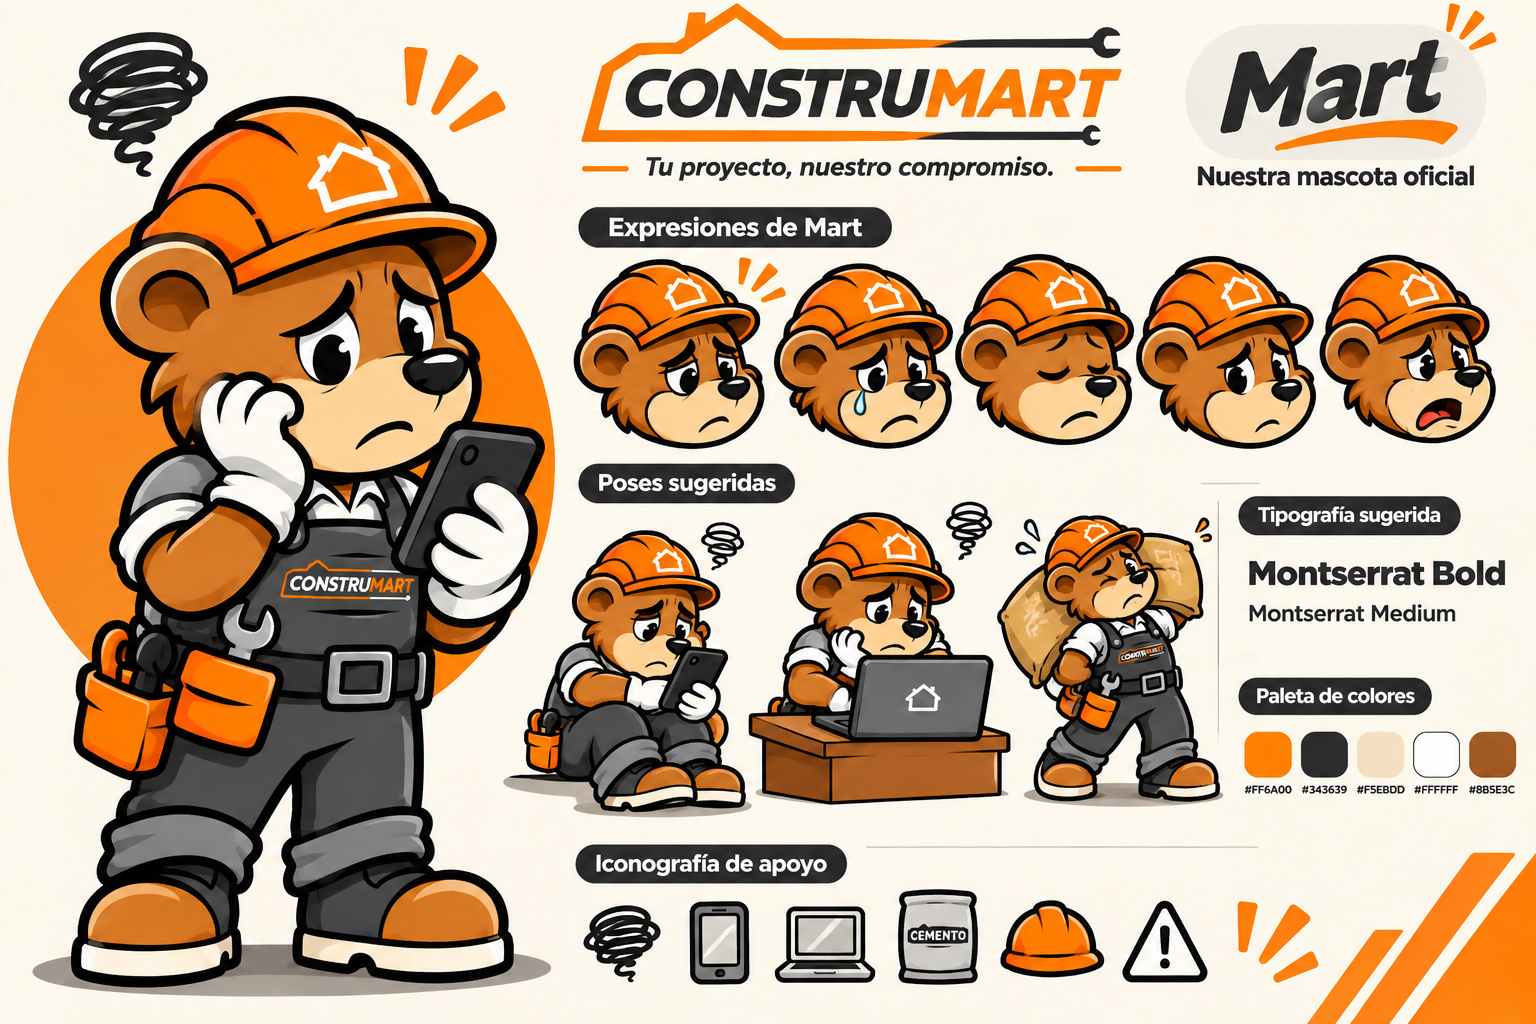 CONSTRUMART
Tu proyecto, nuestro compromiso.
Mart
Nuestra mascota oficial
Expresiones de Mart
CONSTRUMART
Poses sugeridas
Tipografía sugerida
Montserrat Bold
Montserrat Medium
Paleta de colores
#FF6A00 #343639 #F5EBDD #FFFFFF #8B5E3C
Iconografía de apoyo
CEMENTO